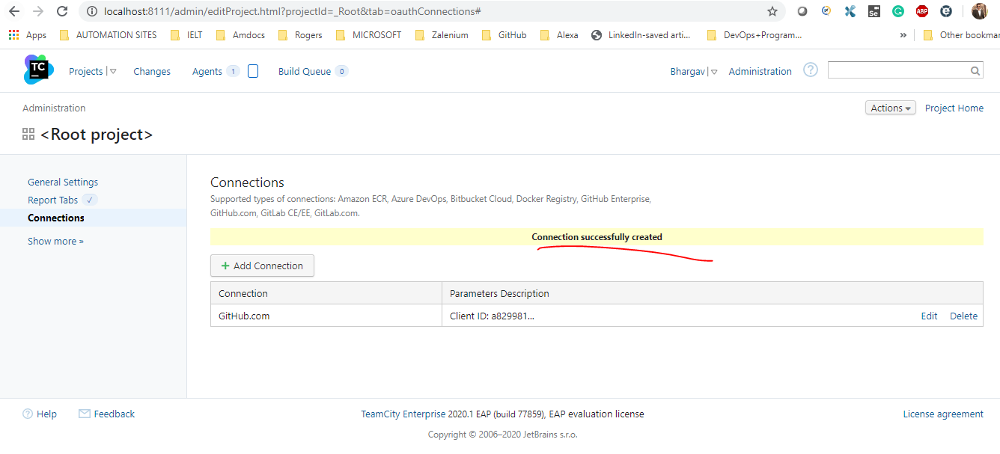 localhost:8111/admin/editProject.html?projectId=_Root&tab=oauthConnections#
Se ABP
Apps AUTOMATION SITES IELT Amdocs Rogers MICROSOFT Zalenium GitHub Alexa LinkedIn-saved arti... DevOps+Program... » Other bookmar
TC Projects Changes Agents 1 Build Queue 0 Bhargav Administration ?
Administration Actions Project Home
<Root project>
General Settings
Report Tabs ✓
Connections
Show more »
Connections
Supported types of connections: Amazon ECR, Azure DevOps, Bitbucket Cloud, Docker Registry, GitHub Enterprise,
GitHub.com, GitLab CE/EE, GitLab.com.
Connection successfully created
+ Add Connection
Connection Parameters Description
GitHub.com Client ID: a829981... Edit Delete
? Help Feedback TeamCity Enterprise 2020.1 EAP (build 77859), EAP evaluation license License agreement
Copyright © 2006–2020 JetBrains s.r.o.